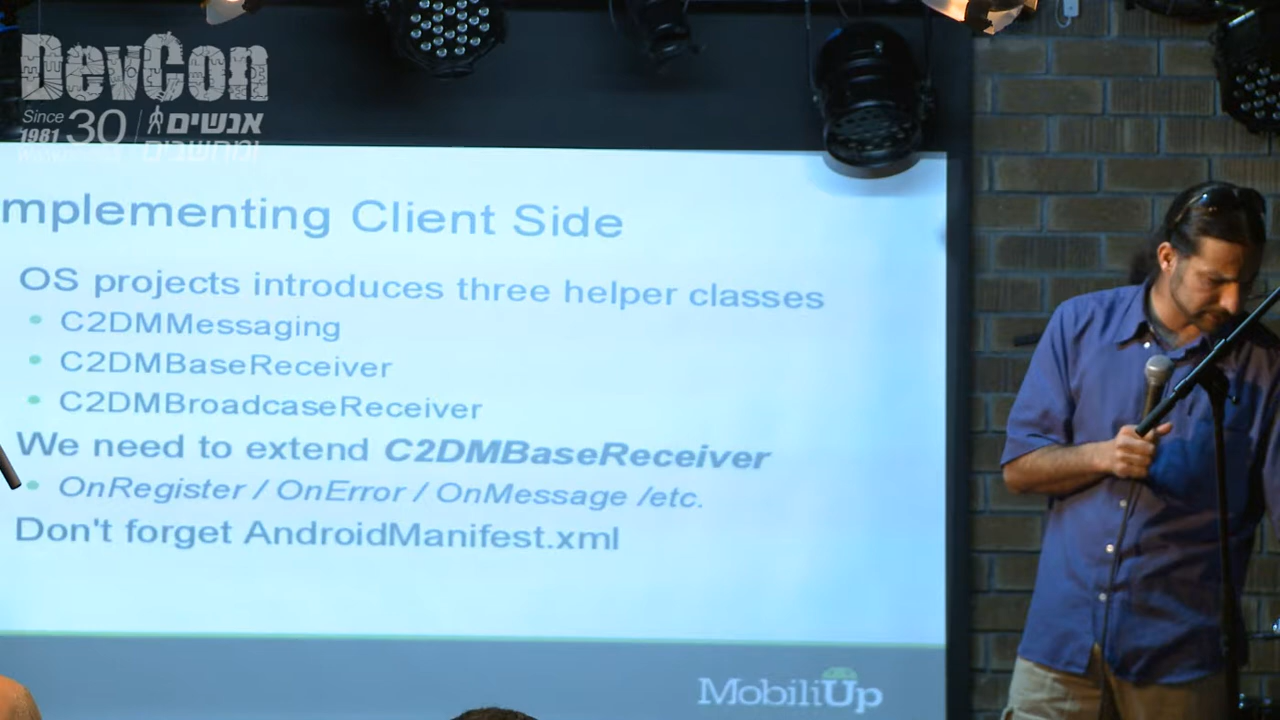 DevCon
Since
1981
30
אנשים
ומחשבים
mplementing Client Side
OS projects introduces three helper classes
• C2DMMessaging
• C2DMBaseReceiver
• C2DMBroadcaseReceiver
We need to extend C2DMBaseReceiver
• OnRegister / OnError / OnMessage /etc.
Don't forget AndroidManifest.xml
MobiliUp